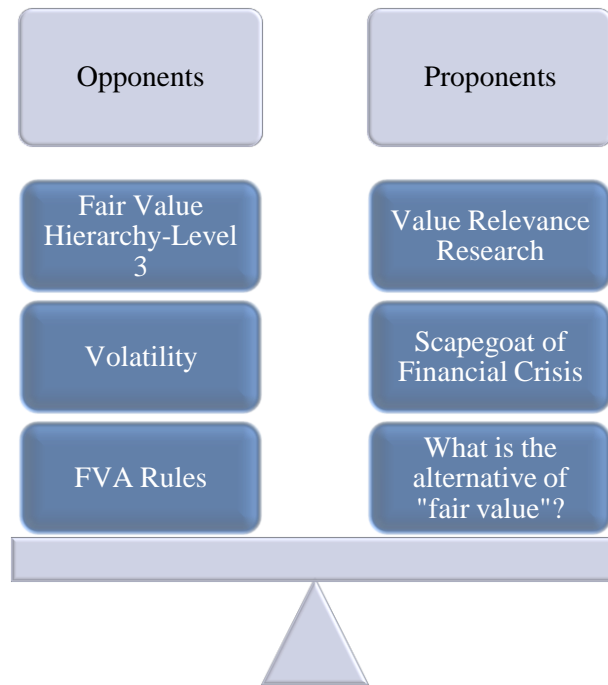 Opponents
Proponents
Fair Value
Hierarchy-Level
3
Value Relevance
Research
Volatility
Scapegoat of
Financial Crisis
FVA Rules
What is the
alternative of
"fair value"?